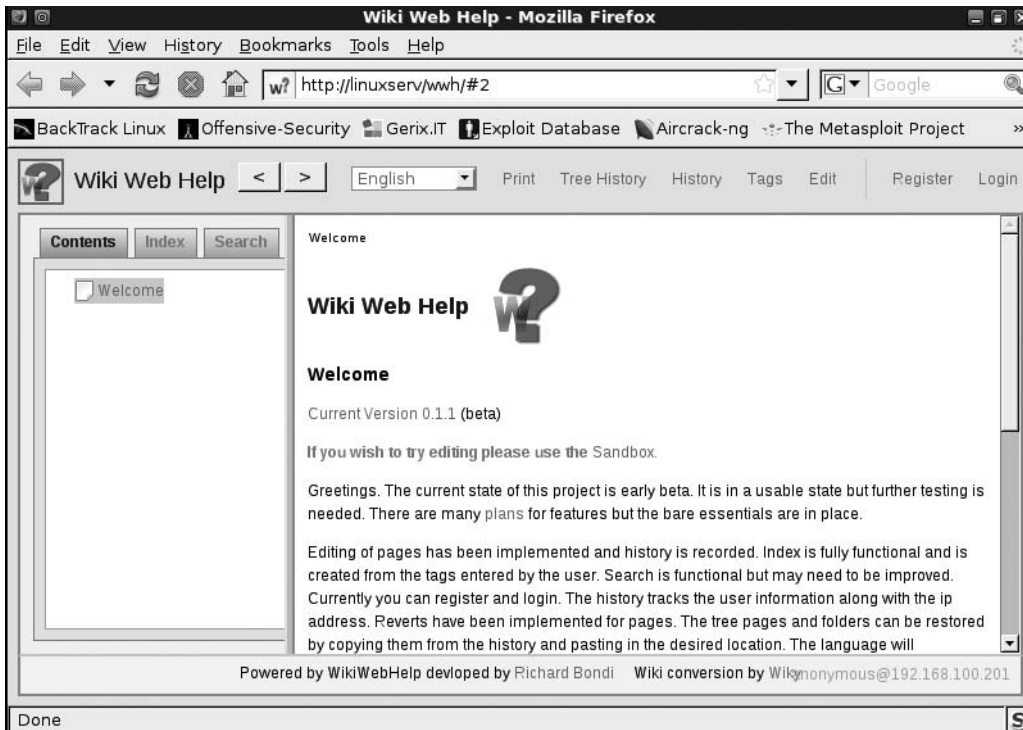 Wiki Web Help - Mozilla Firefox
File Edit View History Bookmarks Tools Help
w? http://linuxserv/wwh/#2 G Google
BackTrack Linux Offensive-Security Gerix.IT Exploit Database Aircrack-ng The Metasploit Project »
W? Wiki Web Help < > English Print Tree History History Tags Edit Register Login
Contents Index Search
Welcome
Welcome
Wiki Web Help W?
Welcome
Current Version 0.1.1 (beta)
If you wish to try editing please use the Sandbox.
Greetings. The current state of this project is early beta. It is in a usable state but further testing is
needed. There are many plans for features but the bare essentials are in place.
Editing of pages has been implemented and history is recorded. Index is fully functional and is
created from the tags entered by the user. Search is functional but may need to be improved.
Currently you can register and login. The history tracks the user information along with the ip
address. Reverts have been implemented for pages. The tree pages and folders can be restored
by copying them from the history and pasting in the desired location. The language will
Powered by WikiWebHelp devloped by Richard Bondi Wiki conversion by Wiky nonymous@192.168.100.201
Done S